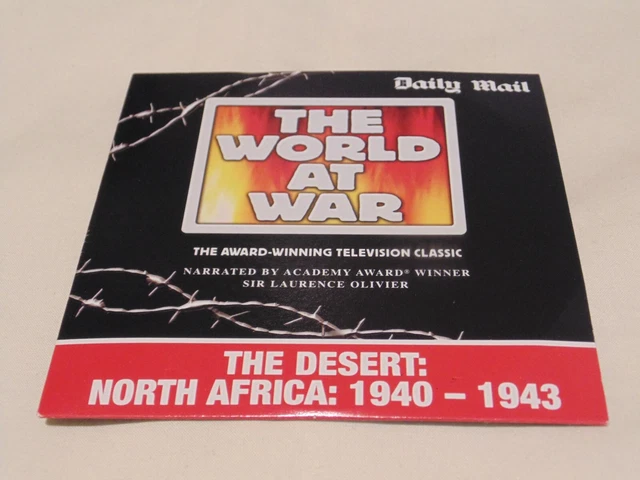 Daily Mail
THE
WORLD
AT
WAR
THE AWARD-WINNING TELEVISION CLASSIC
NARRATED BY ACADEMY AWARD® WINNER
SIR LAURENCE OLIVIER
THE DESERT:
NORTH AFRICA: 1940 – 1943